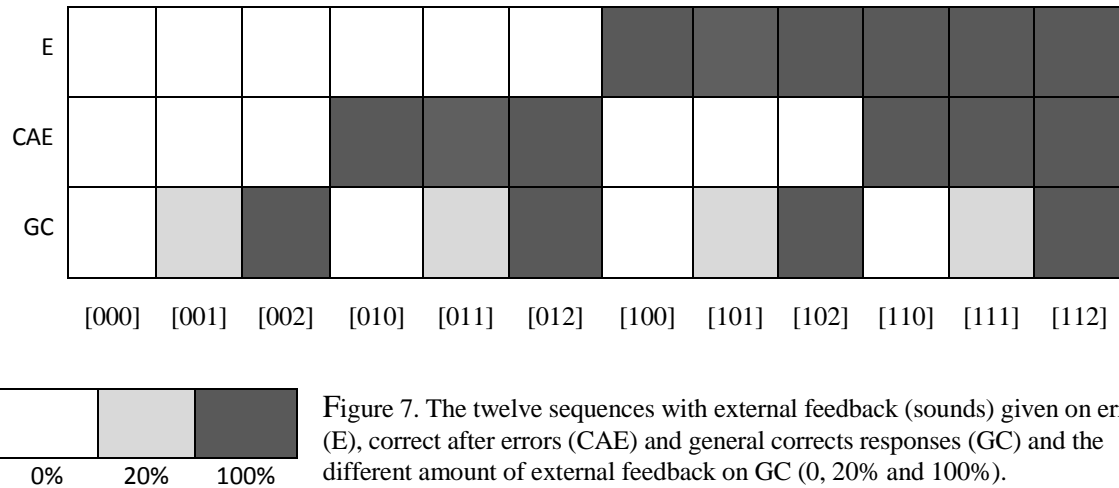 E
CAE
GC
[000] [001] [002] [010] [011] [012] [100] [101] [102] [110] [111] [112]
Figure 7. The twelve sequences with external feedback (sounds) given on
(E), correct after errors (CAE) and general corrects responses (GC) and the
different amount of external feedback on GC (0, 20% and 100%).
0% 20% 100%